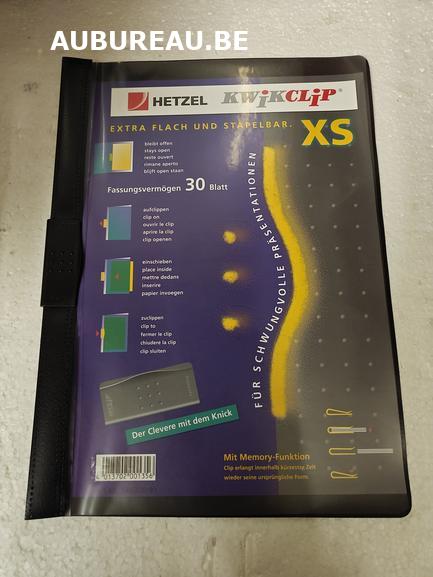 AUBUREAU.BE
HETZEL KWiKCLiP®
EXTRA FLACH UND STAPELBAR. XS
bleibt offen
stays open
reste ouvert
rimane aperto
blijft open staan
Fassungsvermögen 30 Blatt
aufclippen
clip on
ouvrir le clip
aprire la clip
clip openen
einschieben
place inside
mettre dedans
inserire
papier invoegen
zuclippen
clip to
fermer le clip
chiudere la clip
clip sluiten
FÜR SCHWUNGVOLLE PRÄSENTATIONEN
Der Clevere mit dem Knick
Mit Memory-Funktion
Clip erlangt innerhalb kürzester Zeit
wieder seine ursprüngliche Form.
4 013702 001356